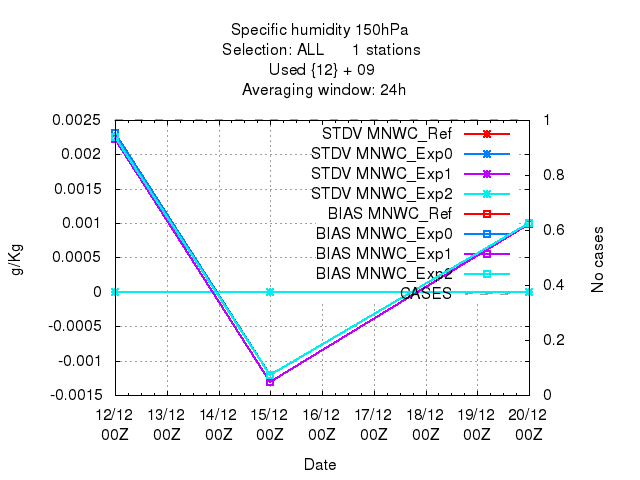 Specific humidity 150hPa
Selection: ALL 1 stations
Used {12} + 09
Averaging window: 24h
0.0025
0.002
0.0015
0.001
0.0005
0
-0.0005
-0.001
-0.0015
g/Kg
STDV MNWC_Ref
STDV MNWC_Exp0
STDV MNWC_Exp1
STDV MNWC_Exp2
BIAS MNWC_Ref
BIAS MNWC_Exp0
BIAS MNWC_Exp1
BIAS MNWC_Exp2
CASES
1
0.8
0.6
0.4
0.2
0
No cases
12/12 13/12 14/12 15/12 16/12 17/12 18/12 19/12 20/12
00Z 00Z 00Z 00Z 00Z 00Z 00Z 00Z 00Z
Date